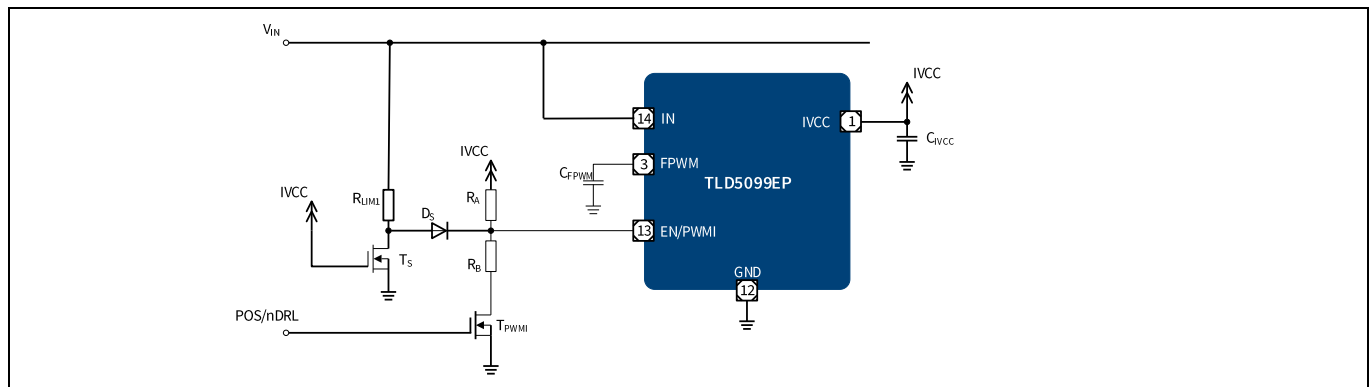 VIN
IVCC
14 IN
IVCC 1
CIVCC
IVCC
3 FPWM
CFPWM
TLD5099EP
IVCC
RLIM1
RA
DS
13 EN/PWMI
TS
RB
GND
12
POS/nDRL
TPWMI